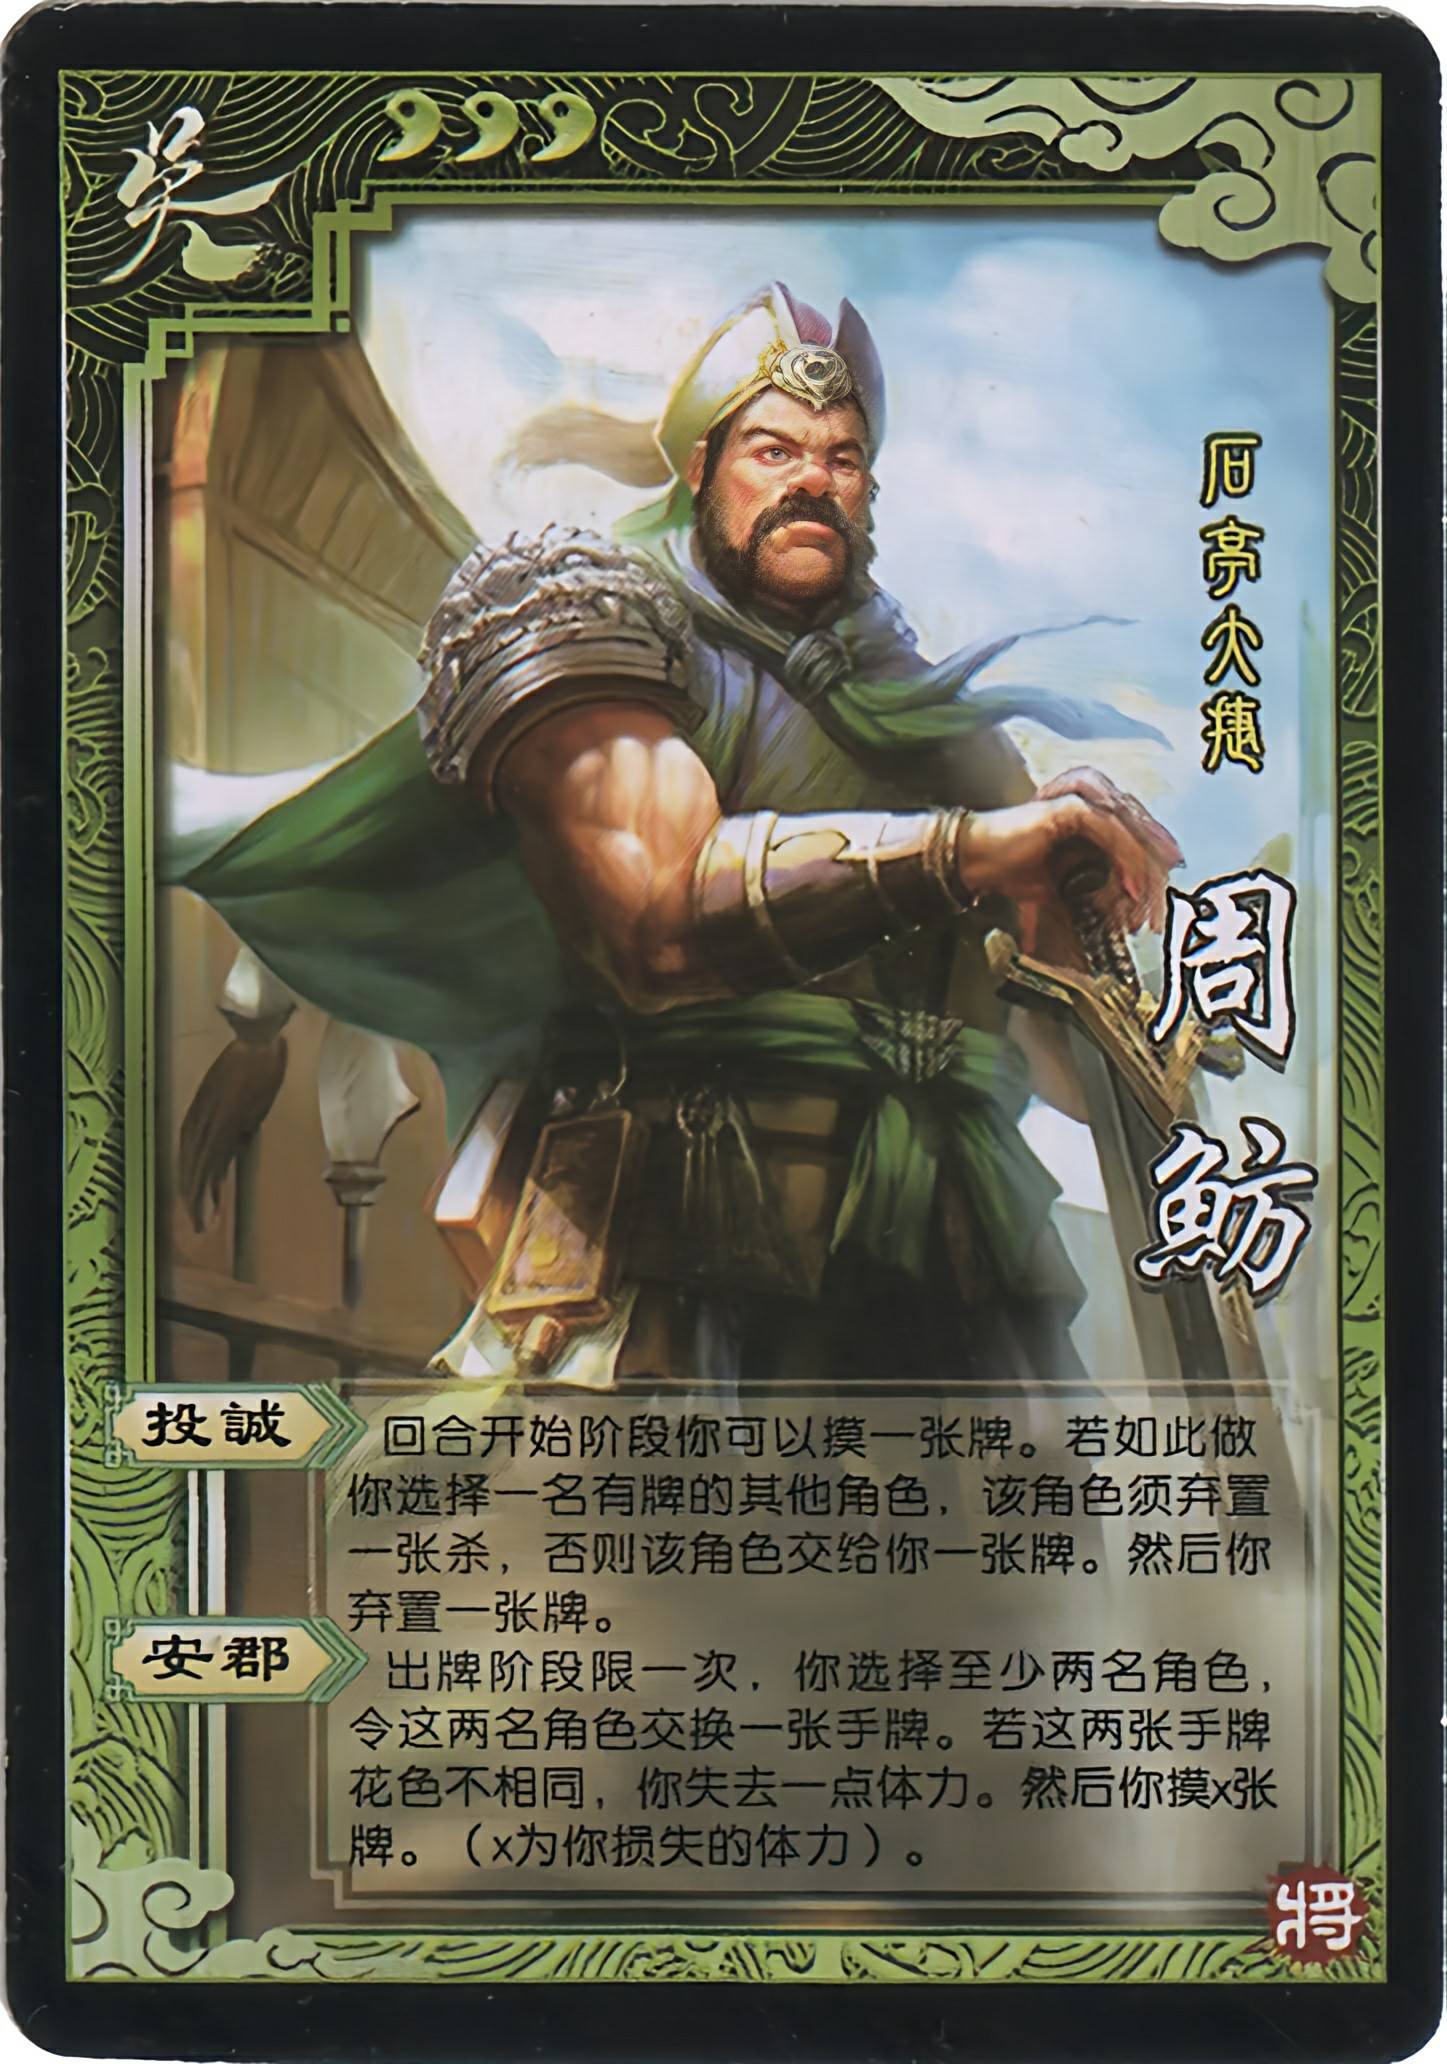 吴
石亭大捷
周鲂
投誠
回合开始阶段你可以摸一张牌。若如此做
你选择一名有牌的其他角色，该角色须弃置
一张杀，否则该角色交给你一张牌。然后你
弃置一张牌。
安郡
出牌阶段限一次，你选择至少两名角色，
令这两名角色交换一张手牌。若这两张手牌
花色不相同，你失去一点体力。然后你摸x张
牌。（x为你损失的体力）。
将